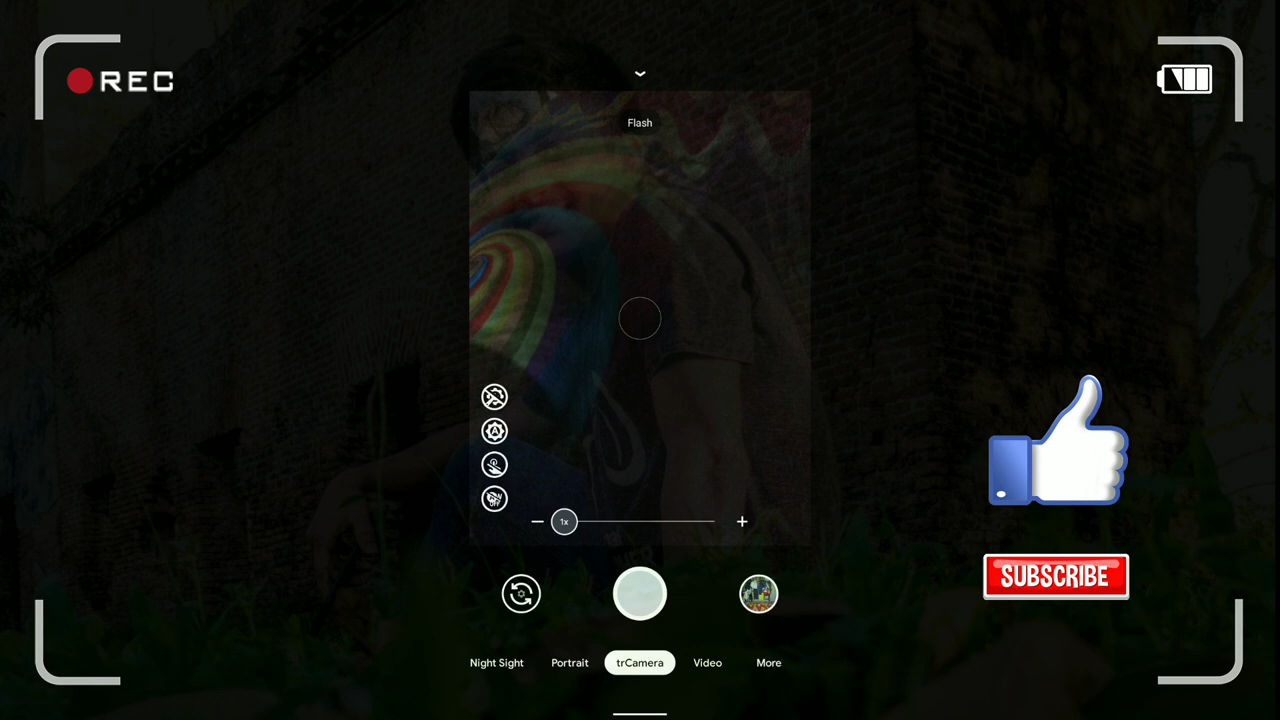 REC
Flash
1x
Night Sight
Portrait
trCamera
Video
More
SUBSCRIBE